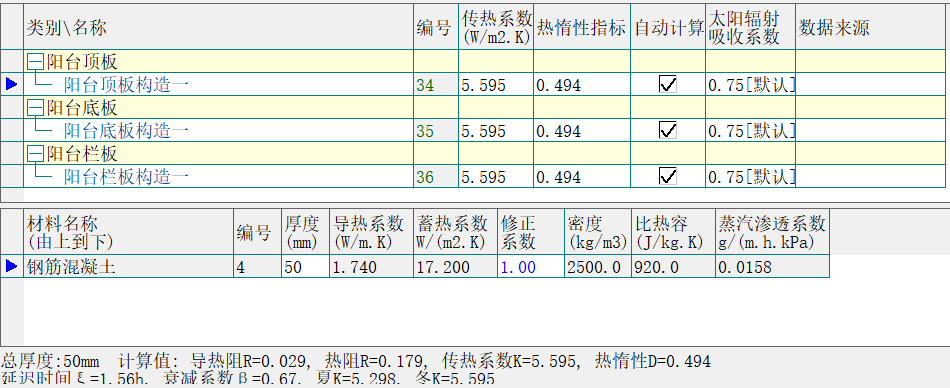 类别\名称 编号 传热系数(W/m2.K) 热惰性指标 自动计算 太阳辐射吸收系数 数据来源
阳台顶板
阳台顶板构造一 34 5.595 0.494 0.75[默认]
阳台底板
阳台底板构造一 35 5.595 0.494 0.75[默认]
阳台栏板
阳台栏板构造一 36 5.595 0.494 0.75[默认]
材料名称(由上到下) 编号 厚度(mm) 导热系数(W/m.K) 蓄热系数W/(m2.K) 修正系数 密度(kg/m3) 比热容(J/kg.K) 蒸汽渗透系数g/(m.h.kPa)
钢筋混凝土 4 50 1.740 17.200 1.00 2500.0 920.0 0.0158
总厚度:50mm 计算值: 导热阻R=0.029, 热阻R=0.179, 传热系数K=5.595, 热惰性D=0.494
延迟时间ξ=1.56h, 衰减系数β=0.67, 夏K=5.298, 冬K=5.595